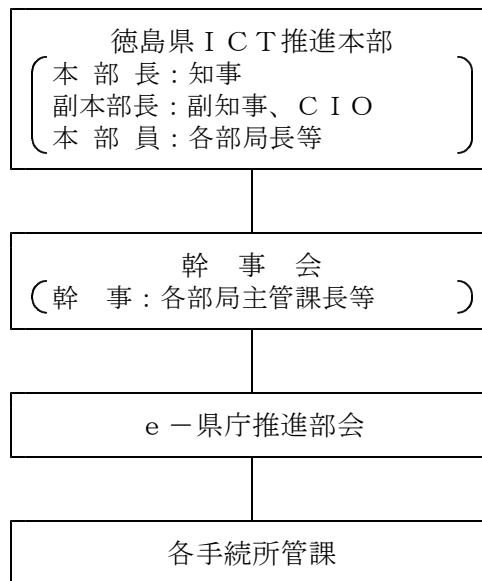 徳島県ＩＣＴ推進本部
本 部 長：知事
副本部長：副知事、ＣＩＯ
本 部 員：各部局長等
幹 事 会
幹 事：各部局主管課長等
ｅ－県庁推進部会
各手続所管課